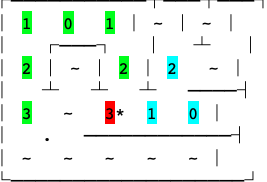 1 0 1 | ~ | ~ |
2 | ~ | 2 | 2 ~ |
3 ~ 3* 1 0 |
.
~ ~ ~ ~ ~ |